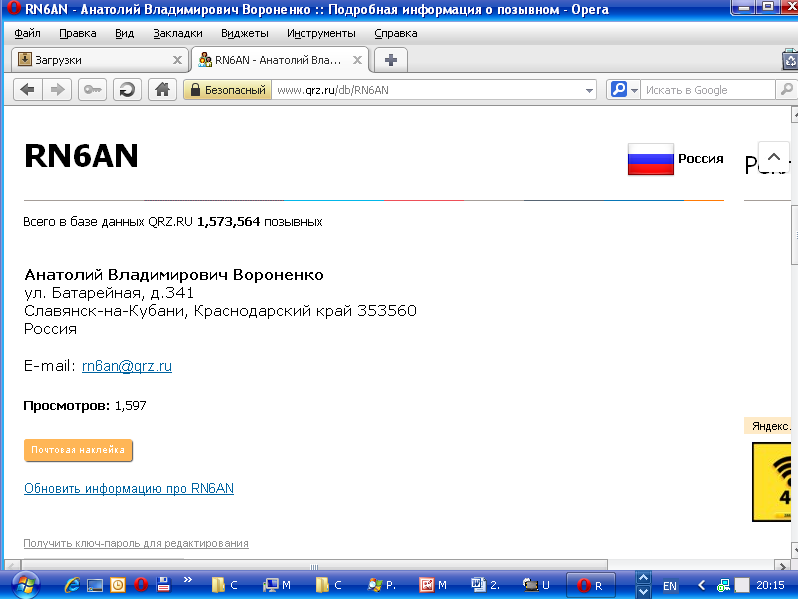 RN6AN - Анатолий Владимирович Вороненко :: Подробная информация о позывном - Opera
Файл Правка Вид Закладки Виджеты Инструменты Справка
Загрузки RN6AN - Анатолий Вла...
Безопасный www.qrz.ru/db/RN6AN Искать в Google
RN6AN
Россия
Всего в базе данных QRZ.RU 1,573,564 позывных
Анатолий Владимирович Вороненко
ул. Батарейная, д.341
Славянск-на-Кубани, Краснодарский край 353560
Россия
E-mail: rn6an@qrz.ru
Просмотров: 1,597
Яндекс.
Почтовая наклейка
4
Обновить информацию про RN6AN
Получить ключ-пароль для редактирования
» С М С Р. М 2. U R EN 20:15